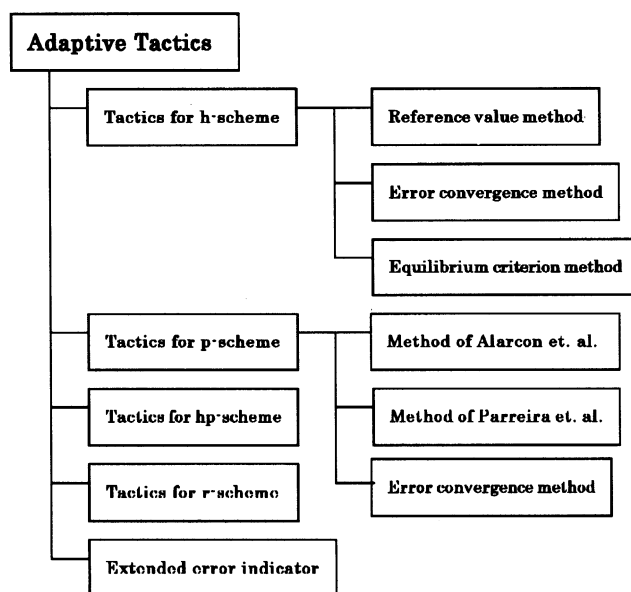 Adaptive Tactics
Tactics for h-scheme
Reference value method
Error convergence method
Equilibrium criterion method
Tactics for p-scheme
Method of Alarcon et. al.
Tactics for hp-scheme
Method of Parreira et. al.
Tactics for r-scheme
Error convergence method
Extended error indicator